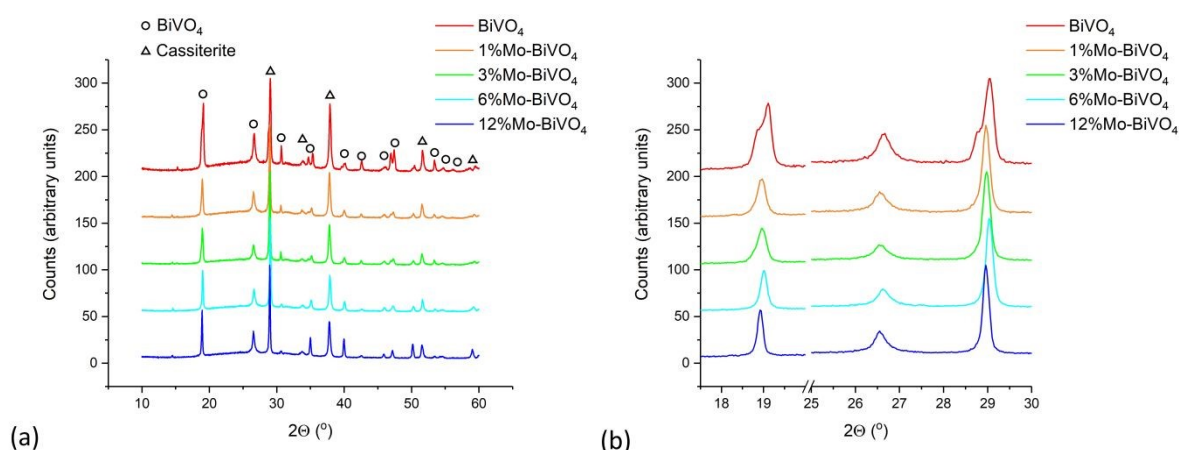 BiVO₄
Cassiterite
BiVO₄
1%Mo-BiVO₄
3%Mo-BiVO₄
6%Mo-BiVO₄
12%Mo-BiVO₄
300
250
200
150
100
50
0
Counts (arbitrary units)
10 20 30 40 50 60
2Θ (°)
(a)
BiVO₄
1%Mo-BiVO₄
3%Mo-BiVO₄
6%Mo-BiVO₄
12%Mo-BiVO₄
300
250
200
150
100
50
0
Counts (arbitrary units)
18 19 25 26 27 28 29 30
2Θ (°)
(b)